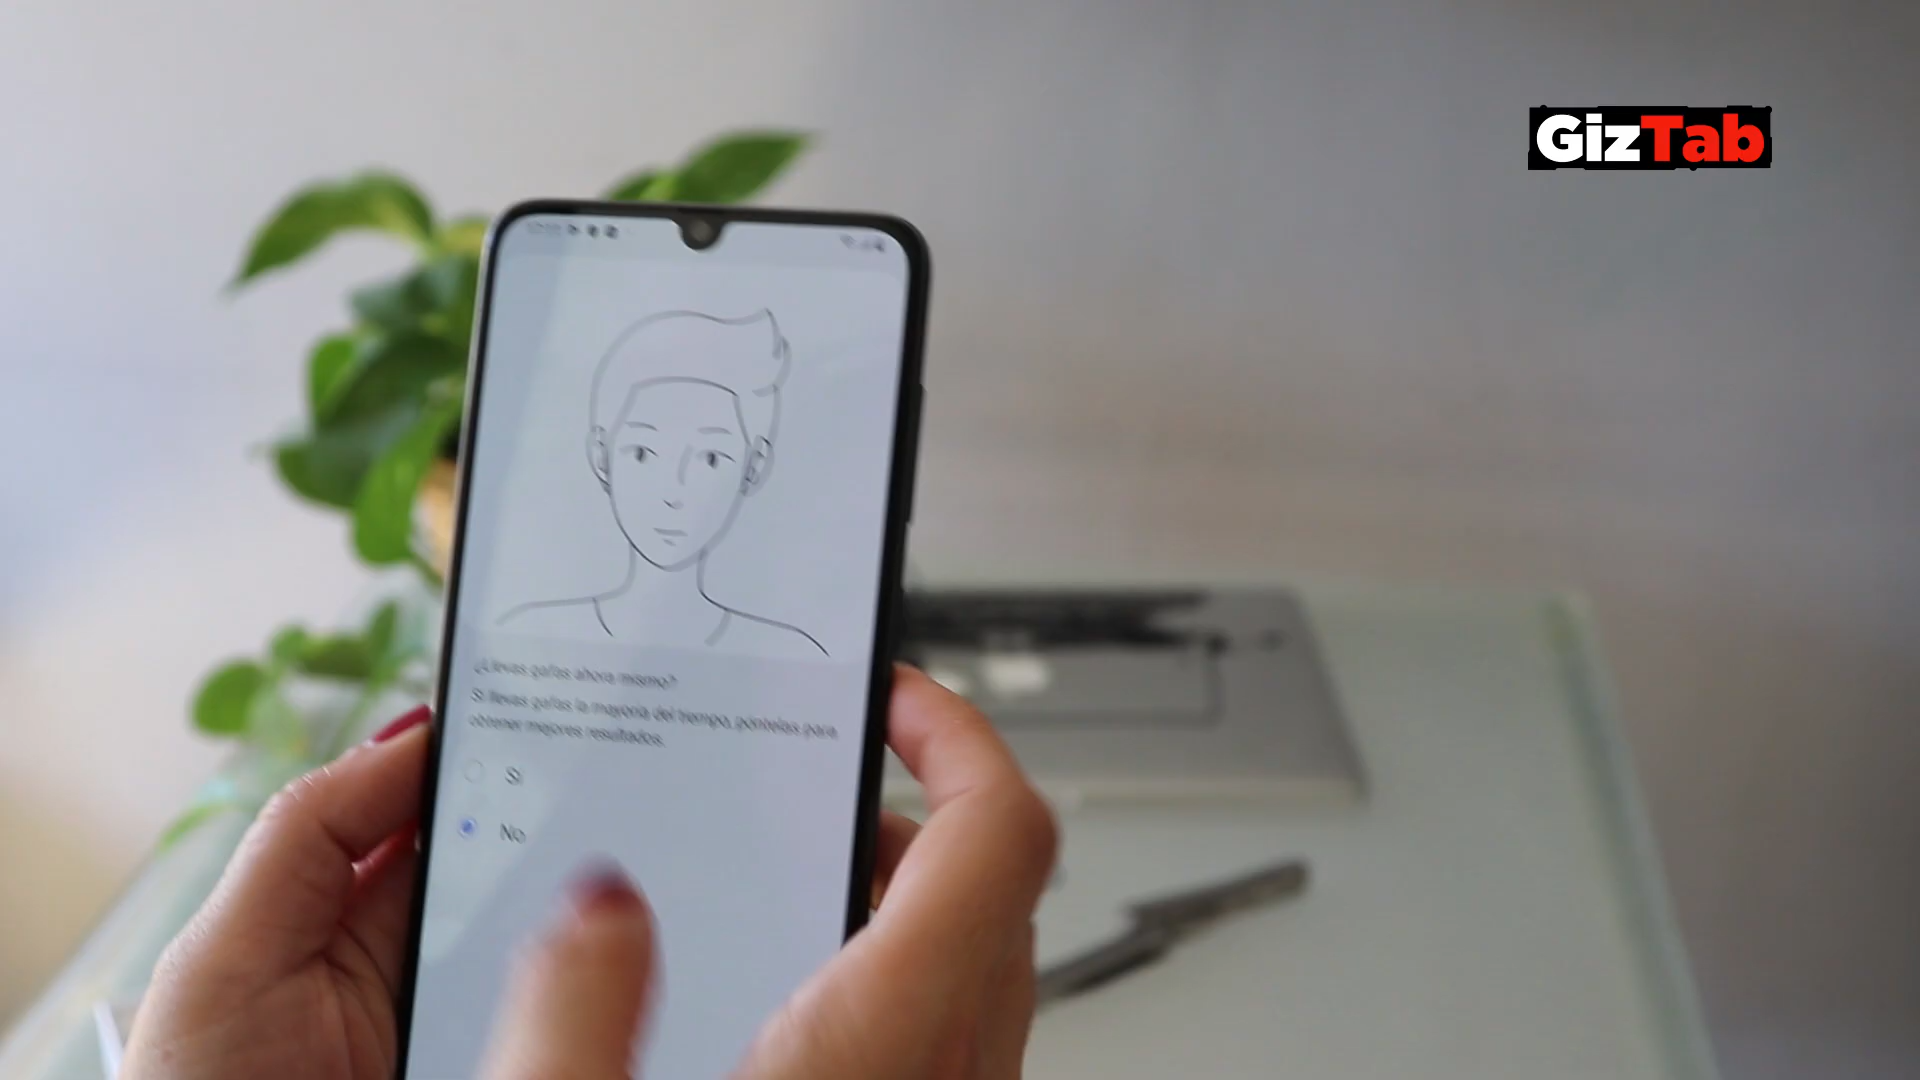 GizTab
¿Llevas gafas ahora mismo?
Si llevas gafas la mayoría del tiempo, póntelas para
obtener mejores resultados.
Sí
No